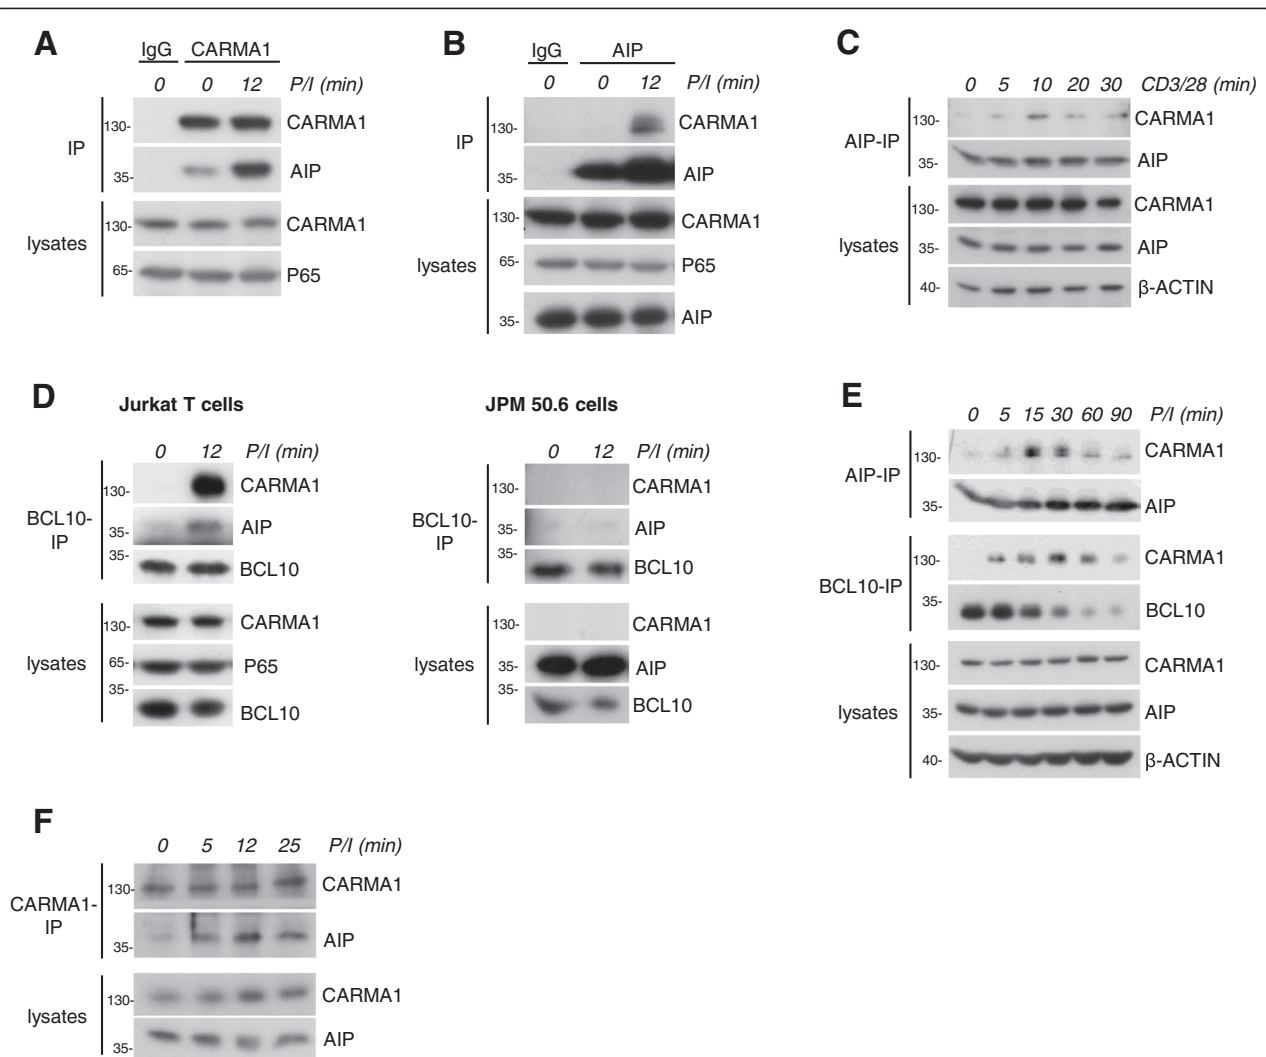 A
IgG CARMA1
0 0 12 P/I (min)
IP
130- CARMA1
35- AIP
lysates
130- CARMA1
65- P65
B
IgG AIP
0 0 12 P/I (min)
IP
130- CARMA1
35- AIP
lysates
130- CARMA1
65- P65
35- AIP
C
0 5 10 20 30 CD3/28 (min)
AIP-IP
130- CARMA1
35- AIP
lysates
130- CARMA1
35- AIP
40- β-ACTIN
D
Jurkat T cells
0 12 P/I (min)
BCL10-
IP
130- CARMA1
35- AIP
35- BCL10
lysates
130- CARMA1
65- P65
35- BCL10
JPM 50.6 cells
0 12 P/I (min)
BCL10-
IP
130- CARMA1
35- AIP
35- BCL10
lysates
130- CARMA1
35- AIP
35- BCL10
E
0 5 15 30 60 90 P/I (min)
AIP-IP
130- CARMA1
35- AIP
BCL10-IP
130- CARMA1
35- BCL10
lysates
130- CARMA1
35- AIP
40- β-ACTIN
F
0 5 12 25 P/I (min)
CARMA1-
IP
130- CARMA1
35- AIP
lysates
130- CARMA1
35- AIP